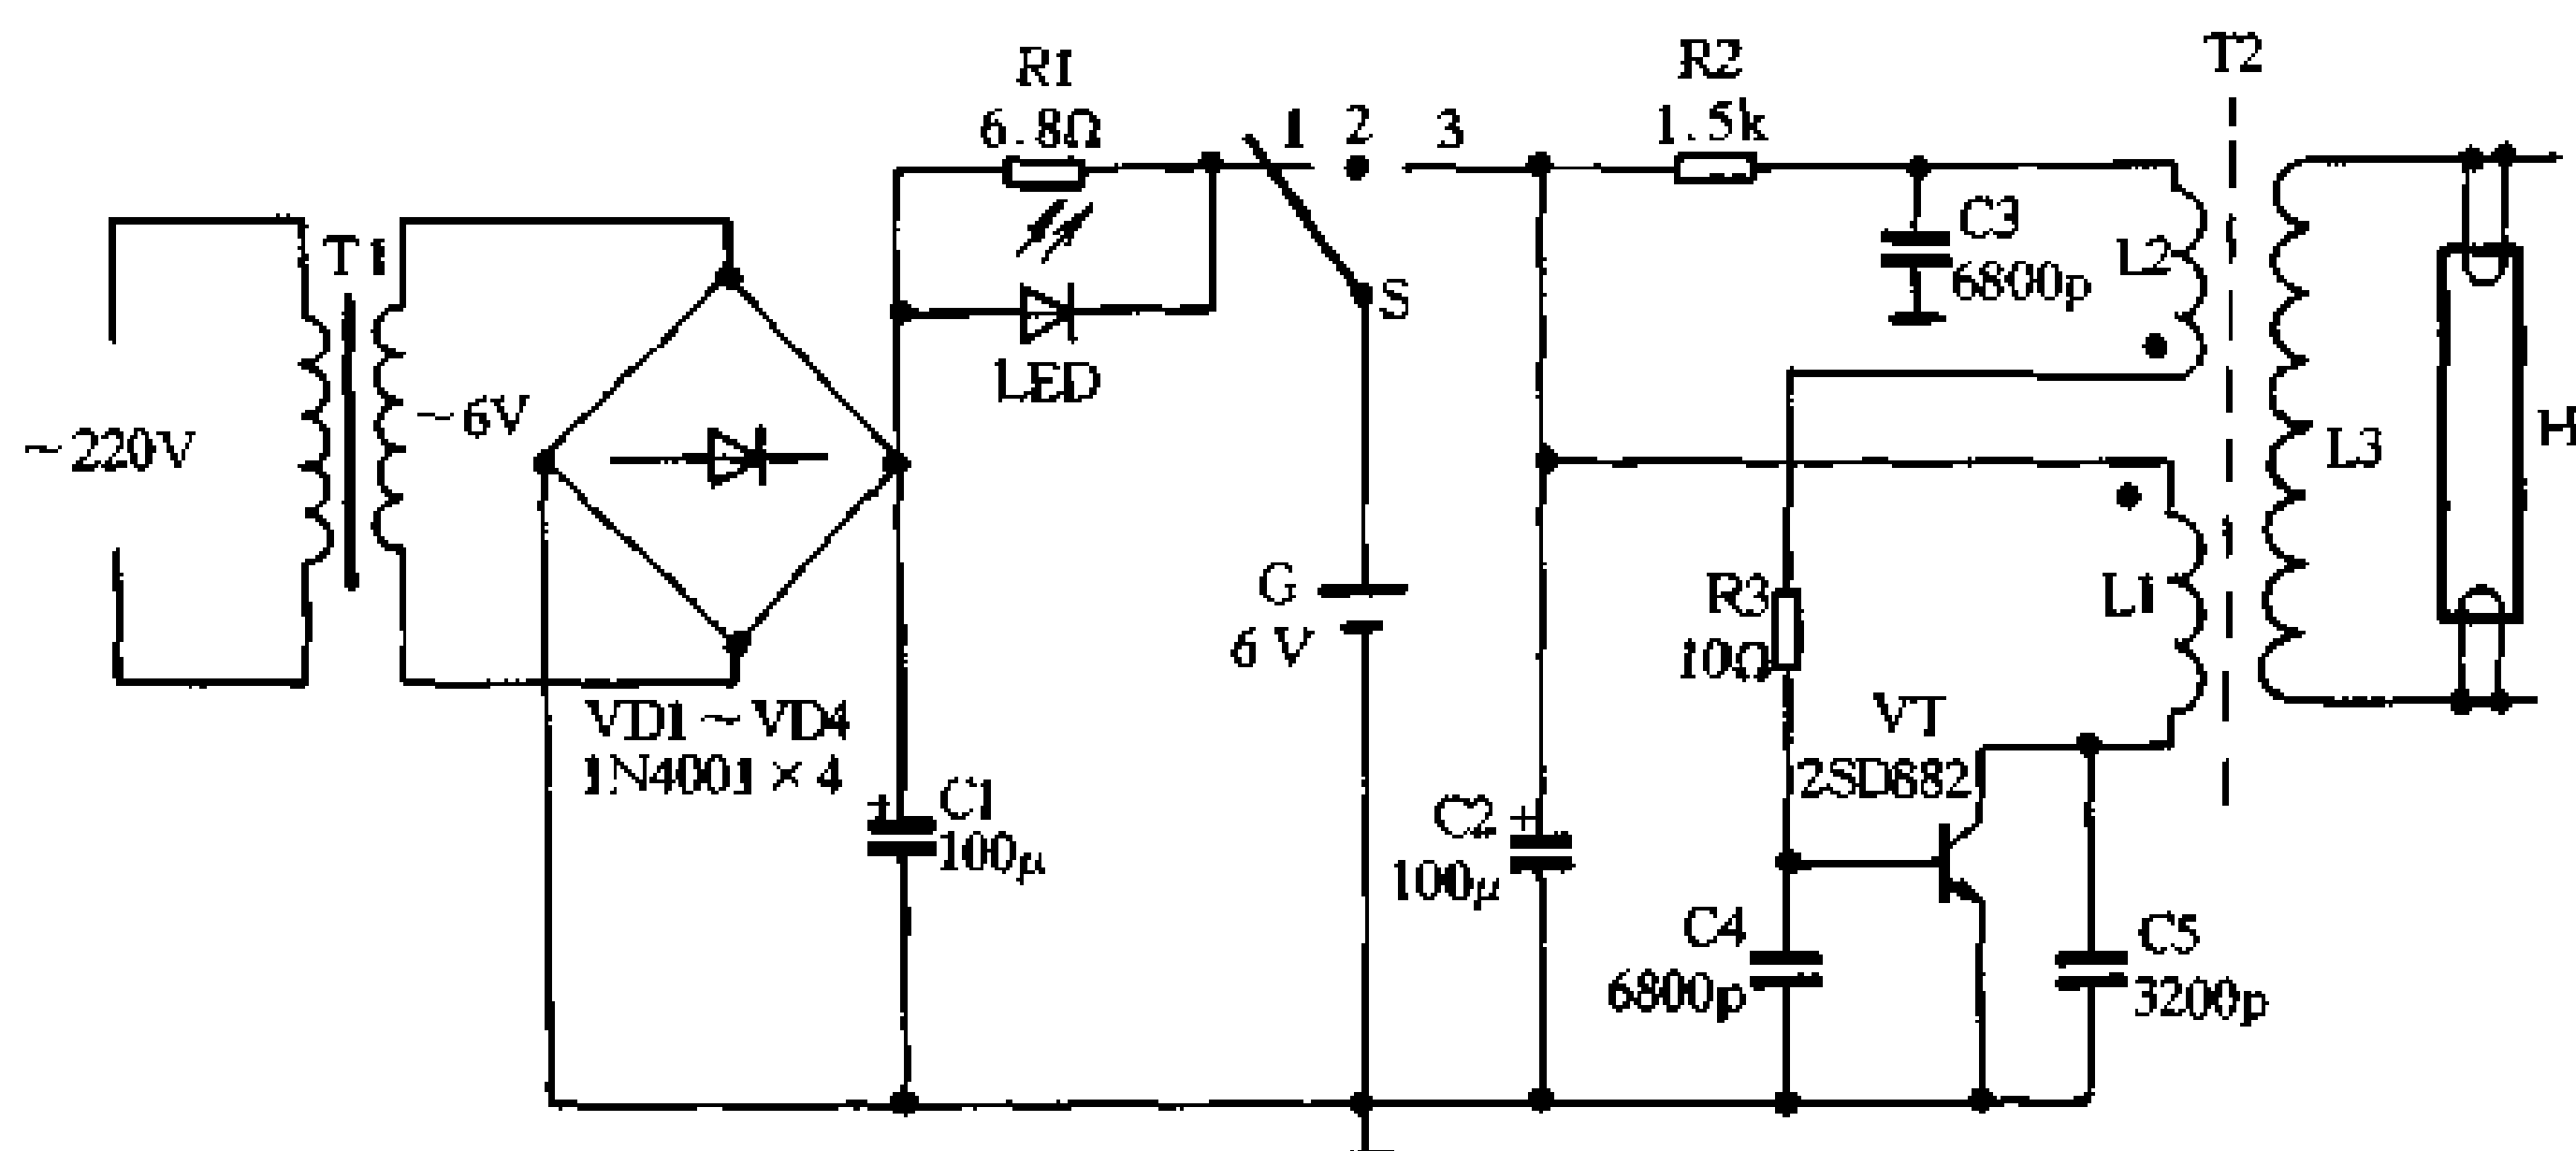 R1
6.8Ω
1 2 3
R2
1.5k
T2
T1
~220V
~6V
LED
S
C3
6800p
L2
L3
H
VD1~VD4
1N4001×4
G
6V
R3
10Ω
L1
VT
2SD882
+
C1
100μ
C2
+
100μ
C4
6800p
C5
3200p